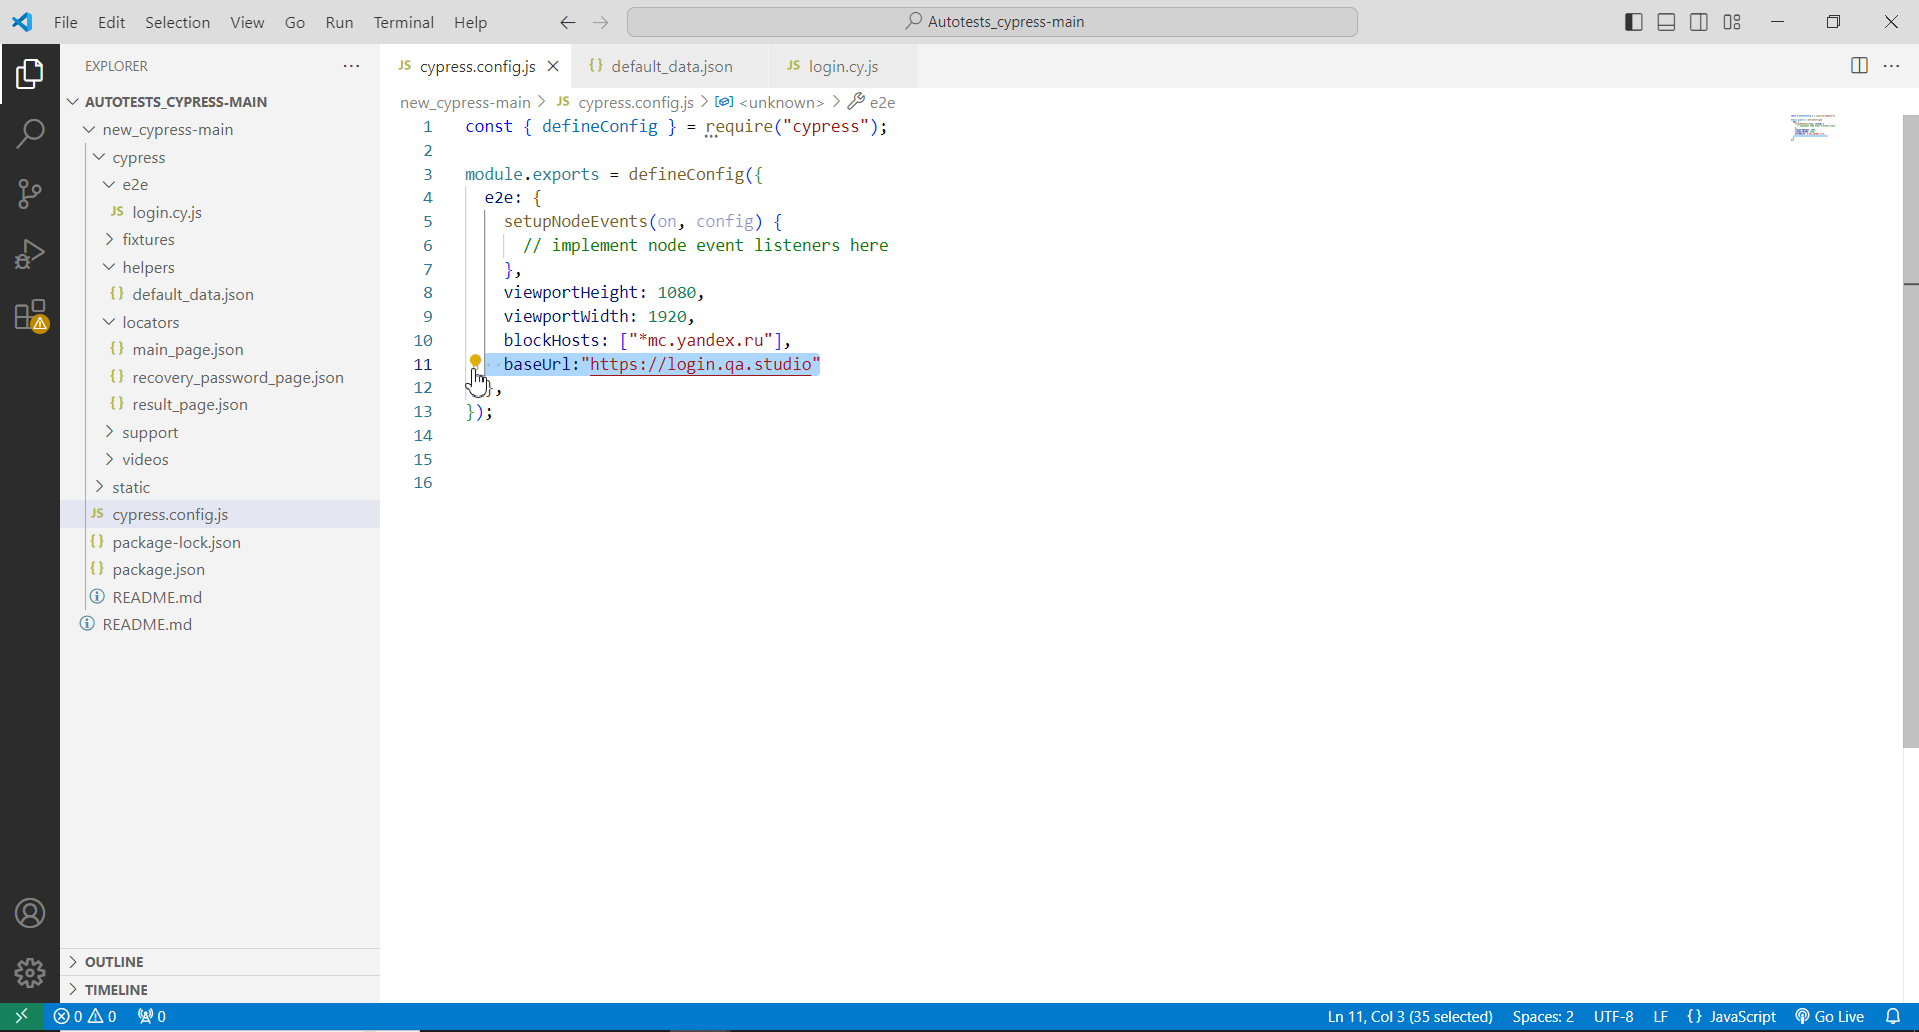 File Edit Selection View Go Run Terminal Help
Autotests_cypress-main
EXPLORER
AUTOTESTS_CYPRESS-MAIN
new_cypress-main
cypress
e2e
JS login.cy.js
fixtures
helpers
{} default_data.json
locators
{} main_page.json
{} recovery_password_page.json
{} result_page.json
support
videos
static
JS cypress.config.js
{} package-lock.json
{} package.json
README.md
README.md
OUTLINE
TIMELINE
JS cypress.config.js
{} default_data.json
JS login.cy.js
new_cypress-main > JS cypress.config.js > <unknown> > e2e
1 const { defineConfig } = require("cypress");
2
3 module.exports = defineConfig({
4 e2e: {
5 setupNodeEvents(on, config) {
6 // implement node event listeners here
7 },
8 viewportHeight: 1080,
9 viewportWidth: 1920,
10 blockHosts: ["*mc.yandex.ru"],
11 baseUrl:"https://login.qa.studio"
12 },
13 });
14
15
16
0 0 0
Ln 11, Col 3 (35 selected) Spaces: 2 UTF-8 LF {} JavaScript Go Live